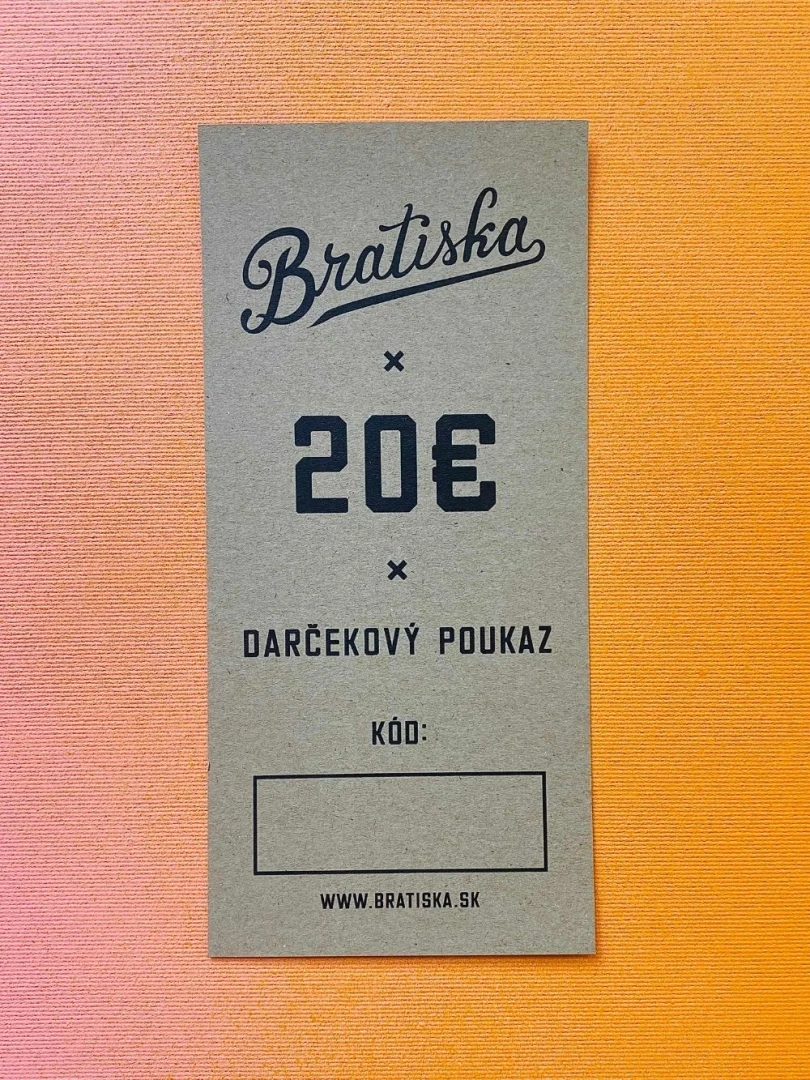 Bratiska
×
20€
×
DARČEKOVÝ POUKAZ
KÓD:
WWW.BRATISKA.SK